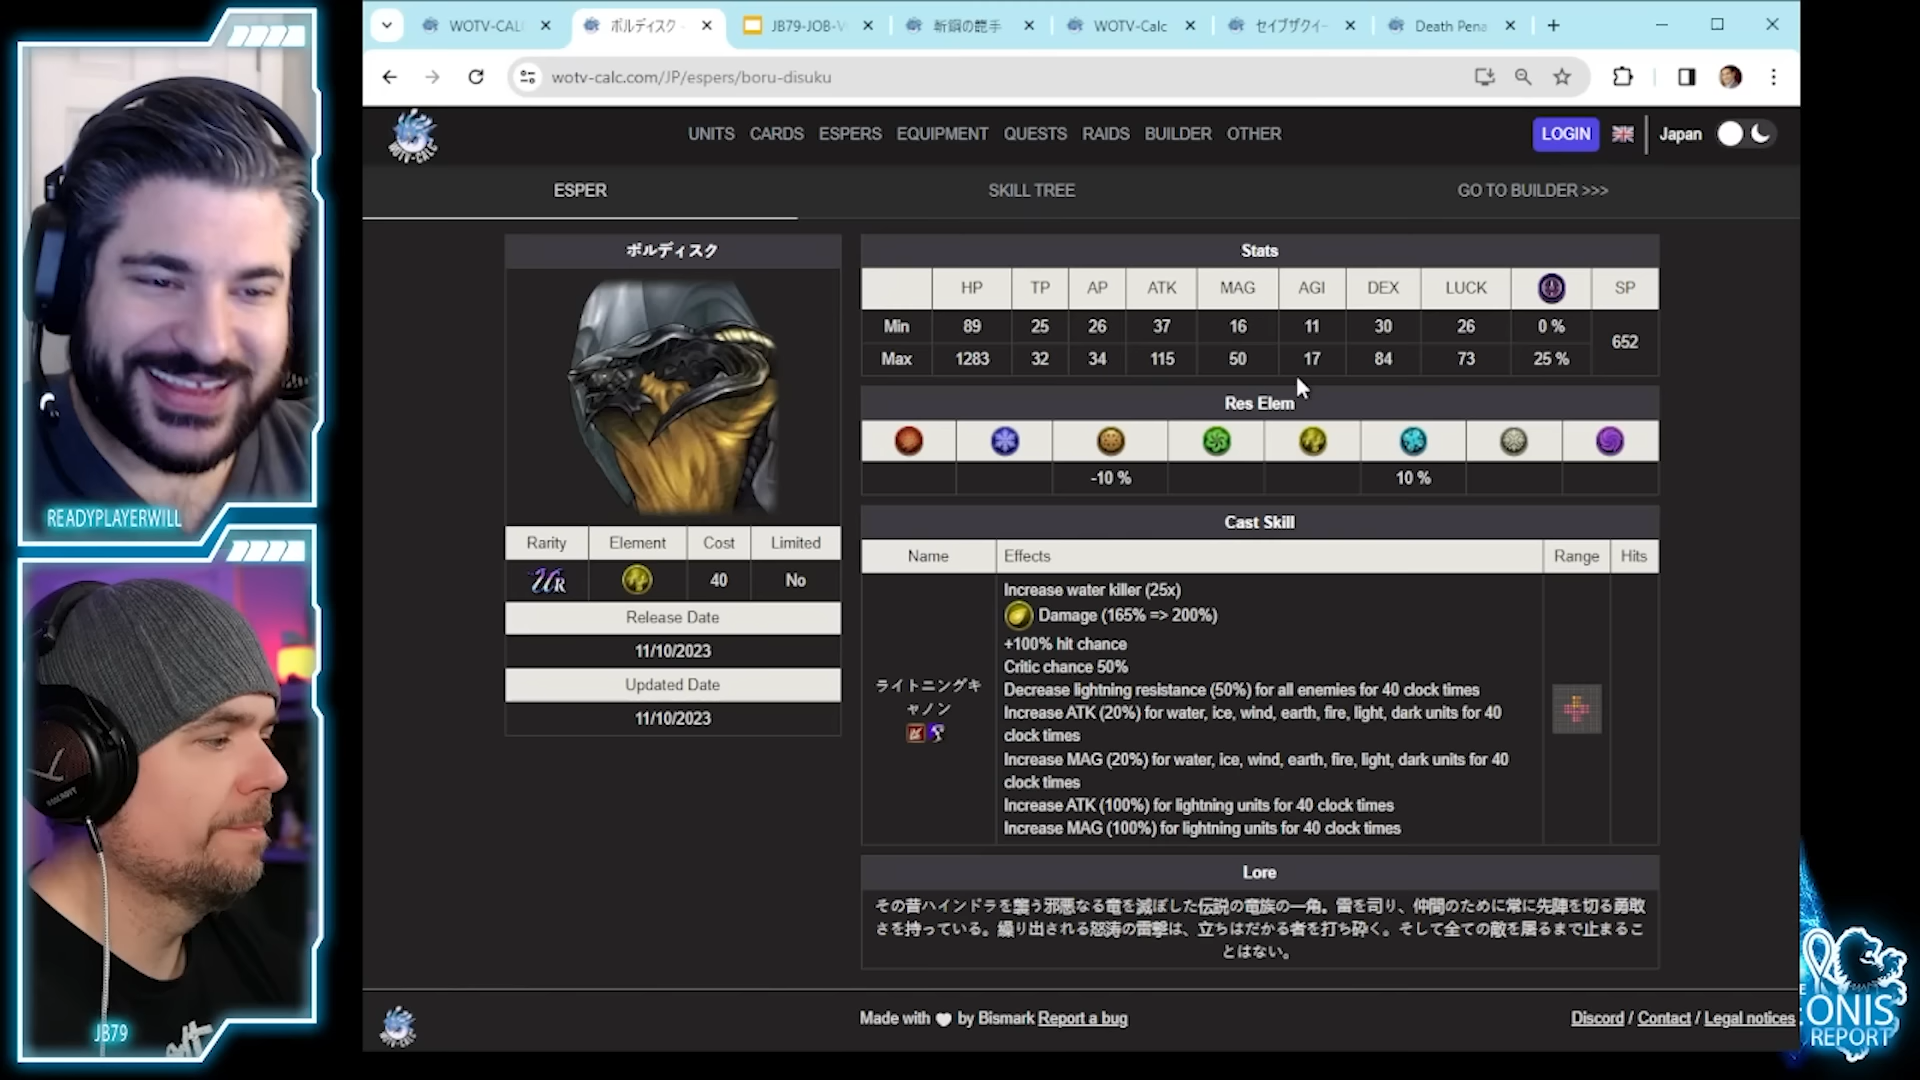 WOTV-CAL
ボルディスク
JB79-JOB-V
斬鋼の鎧手
WOTV-Calc
セイブザクイ
Death Pena
wotv-calc.com/JP/espers/boru-disuku
WOTV-CALC
UNITS CARDS ESPERS EQUIPMENT QUESTS RAIDS BUILDER OTHER
LOGIN
Japan
ESPER
SKILL TREE
GO TO BUILDER >>>
ボルディスク
Rarity Element Cost Limited
UR 40 No
Release Date
11/10/2023
Updated Date
11/10/2023
Stats
HP TP AP ATK MAG AGI DEX LUCK SP
Min 89 25 26 37 16 11 30 26 0 %
652
Max 1283 32 34 115 50 17 84 73 25 %
Res Elem
-10 % 10 %
Cast Skill
Name Effects Range Hits
ライトニングキ
ャノン
Increase water killer (25x)
Damage (165% => 200%)
+100% hit chance
Critic chance 50%
Decrease lightning resistance (50%) for all enemies for 40 clock times
Increase ATK (20%) for water, ice, wind, earth, fire, light, dark units for 40
clock times
Increase MAG (20%) for water, ice, wind, earth, fire, light, dark units for 40
clock times
Increase ATK (100%) for lightning units for 40 clock times
Increase MAG (100%) for lightning units for 40 clock times
Lore
その昔ハインドラを襲う邪悪なる竜を滅ぼした伝説の竜族の一角。雷を司り、仲間のために常に先陣を切る勇敢
さを持っている。繰り出される怒涛の雷撃は、立ちはだかる者を打ち砕く。そして全ての敵を屠るまで止まるこ
とはない。
Made with by Bismark Report a bug
Discord / Contact / Legal notices
READYPLAYERWILL
JB79
ONIS
REPORT